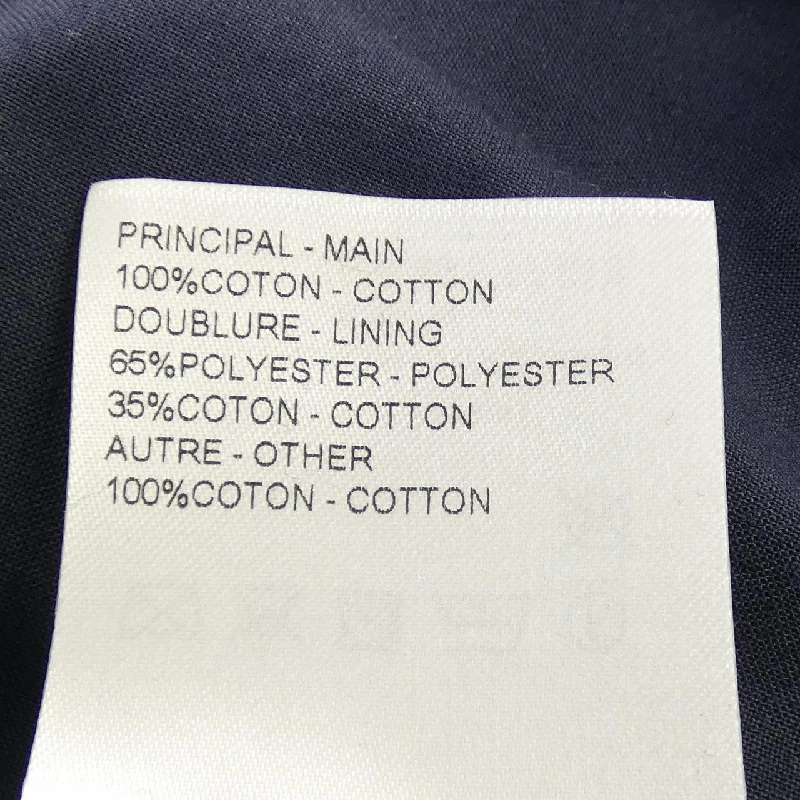 PRINCIPAL - MAIN
100%COTON - COTTON
DOUBLURE - LINING
65%POLYESTER - POLYESTER
35%COTON - COTTON
AUTRE - OTHER
100%COTON - COTTON